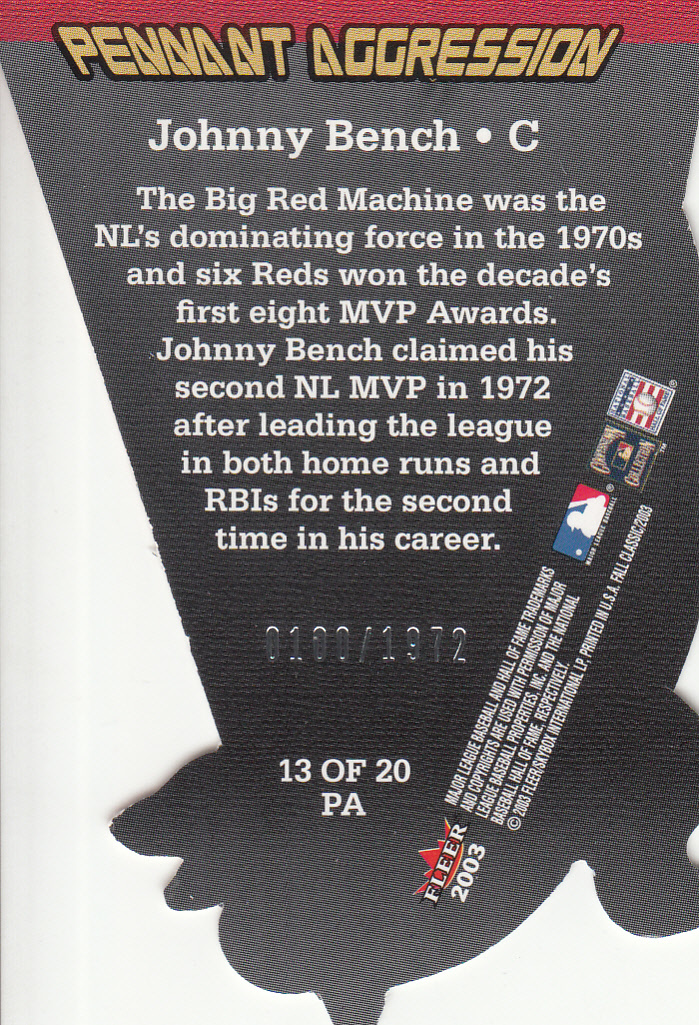 PENNANT AGGRESSION
Johnny Bench • C
The Big Red Machine was the
NL's dominating force in the 1970s
and six Reds won the decade's
first eight MVP Awards.
Johnny Bench claimed his
second NL MVP in 1972
after leading the league
in both home runs and
RBIs for the second
time in his career.
0100/1972
13 OF 20
PA
MAJOR LEAGUE BASEBALL AND HALL OF FAME TRADEMARKS
AND COPYRIGHTS ARE USED WITH PERMISSION OF MAJOR
LEAGUE BASEBALL PROPERTIES, INC. AND THE NATIONAL
BASEBALL HALL OF FAME, RESPECTIVELY.
© 2003 FLEER/SKYBOX INTERNATIONAL LP, PRINTED IN U.S.A. FALL CLASSIC/2003
FLEER
2003
COOPERSTOWN
COLLECTION
MAJOR LEAGUE BASEBALL